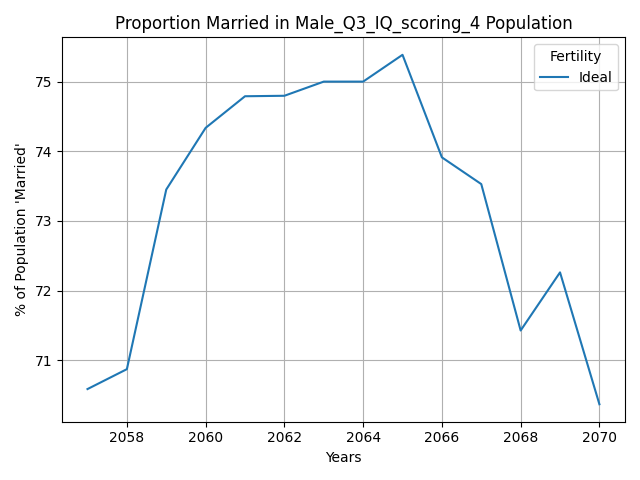 Proportion Married in Male_Q3_IQ_scoring_4 Population
Fertility
Ideal
% of Population 'Married'
75
74
73
72
71
2058 2060 2062 2064 2066 2068 2070
Years